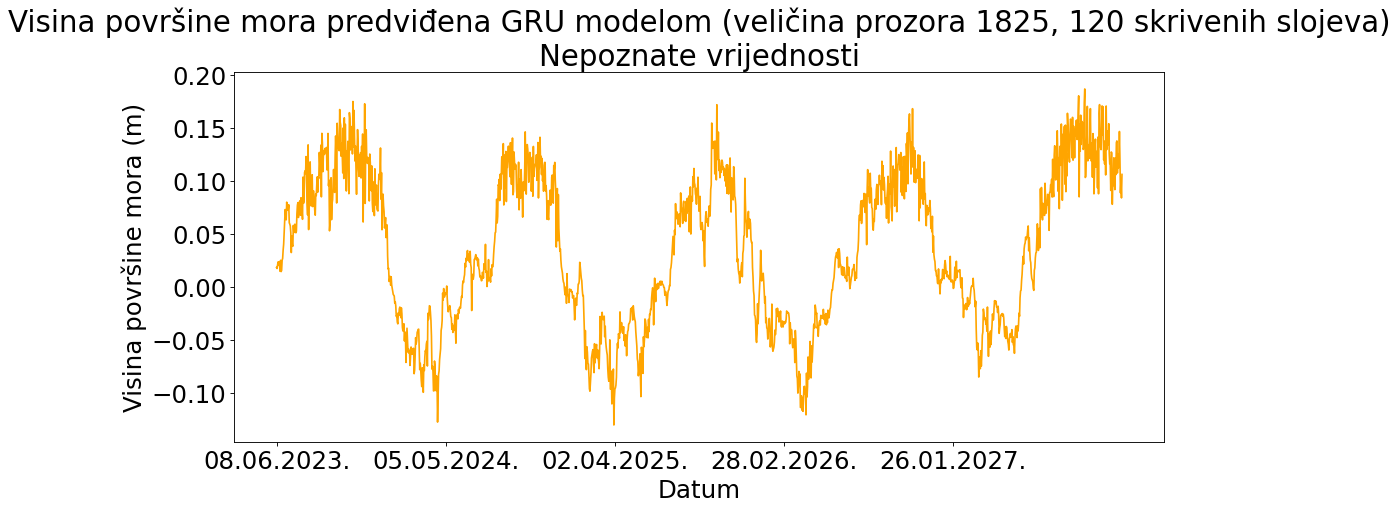 Visina površine mora predviđena GRU modelom (veličina prozora 1825, 120 skrivenih slojeva)
Nepoznate vrijednosti
Visina površine mora (m)
0.20
0.15
0.10
0.05
0.00
−0.05
−0.10
08.06.2023. 05.05.2024. 02.04.2025. 28.02.2026. 26.01.2027.
Datum